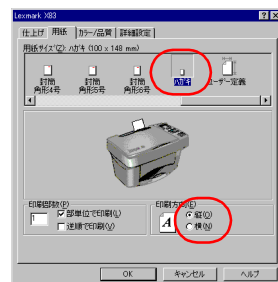 Lexmark X83
仕上げ 用紙 カラー/品質 詳細設定
用紙サイズ(Z): ハガキ (100 x 148 mm)
封筒 封筒 封筒 ハガキ ユーザー定義
角形4号 角形5号 角形6号
印刷部数(P) 印刷方向(E)
1 部単位で印刷(L) 縦(O)
逆順で印刷(V) A 横(N)
OK キャンセル ヘルプ